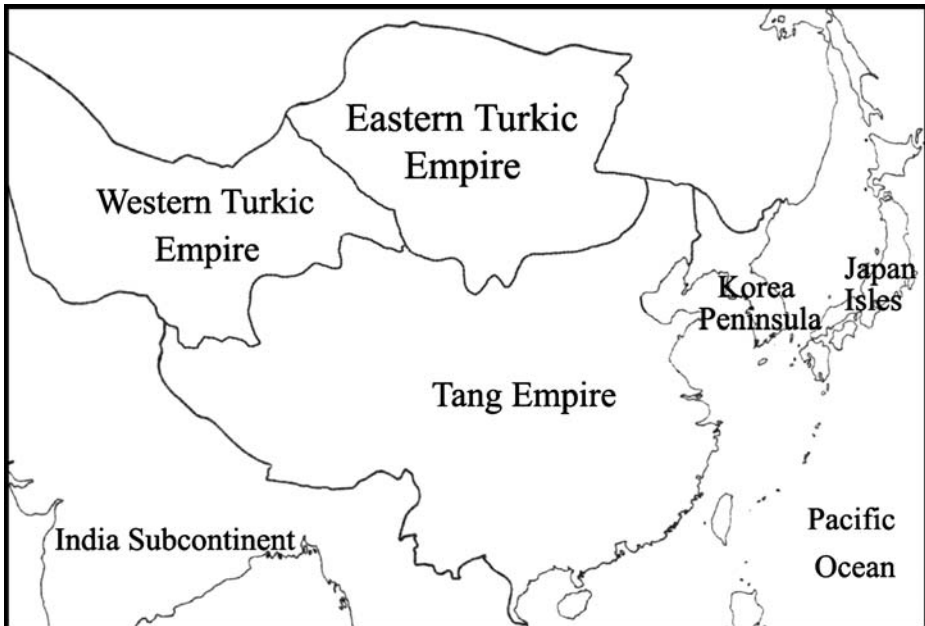 Eastern Turkic
Empire
Western Turkic
Empire
Japan
Isles
Korea
Peninsula
Tang Empire
India Subcontinent
Pacific
Ocean